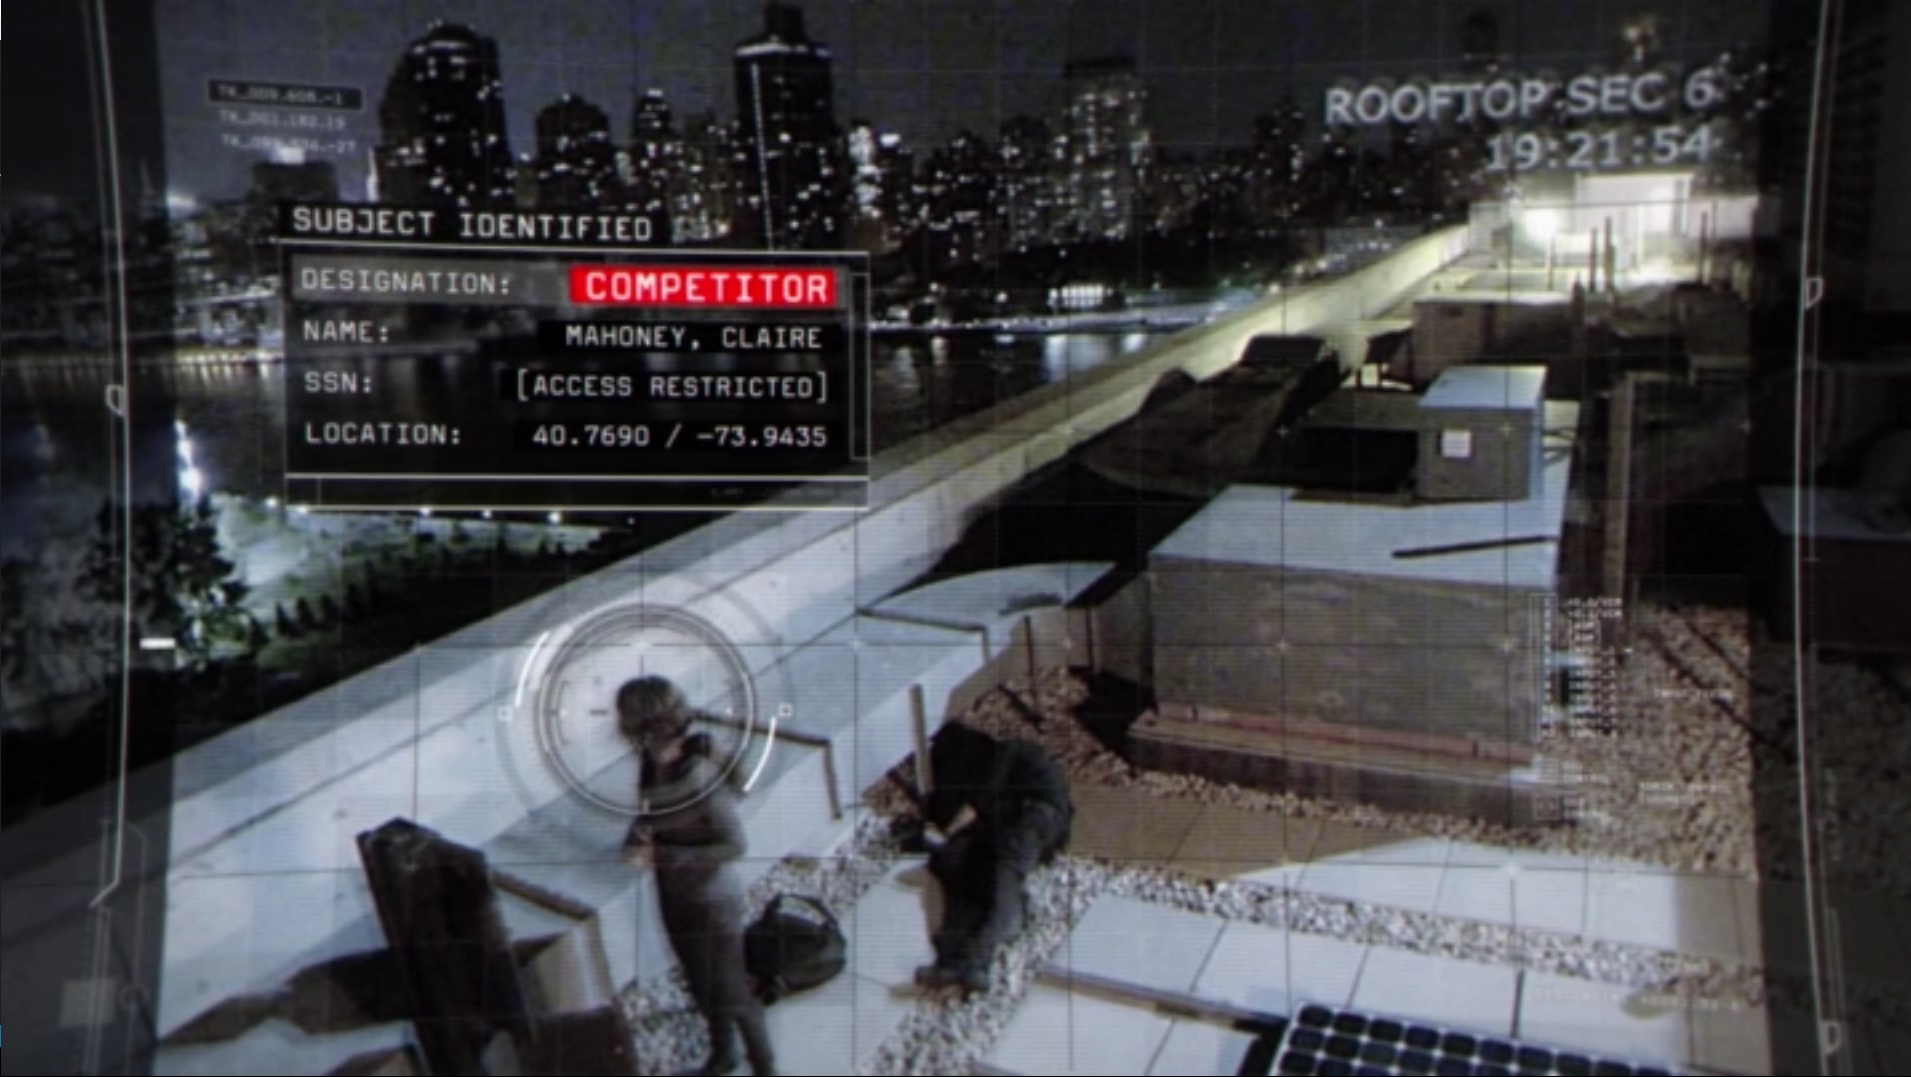 ROOFTOP SEC 6
19:21:54
SUBJECT IDENTIFIED
DESIGNATION: COMPETITOR
NAME: MAHONEY, CLAIRE
SSN: [ACCESS RESTRICTED]
LOCATION: 40.7690 / -73.9435